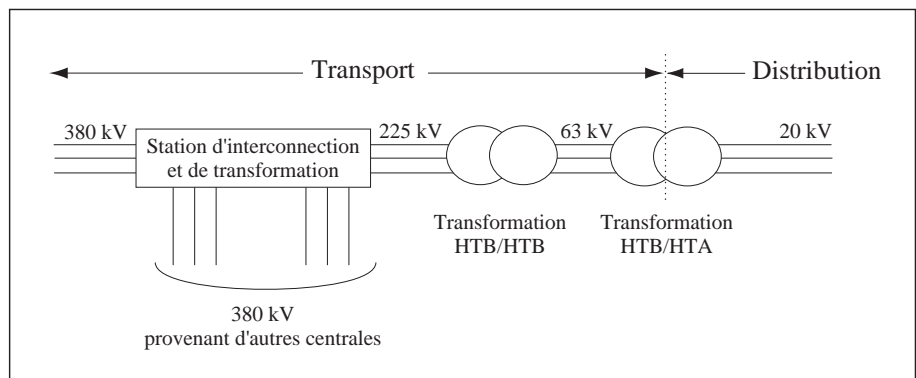 Transport
Distribution
380 kV
Station d'interconnection
et de transformation
225 kV
63 kV
20 kV
Transformation
HTB/HTB
Transformation
HTB/HTA
380 kV
provenant d'autres centrales